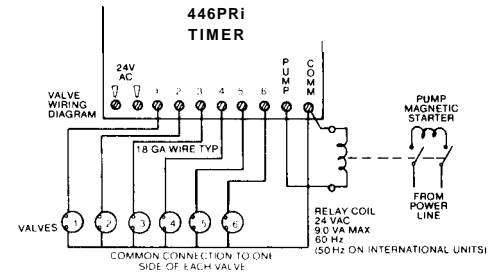 446PRi
TIMER
24V
AC
1 2 3 4 5 6
PUMP
COMM
VALVE
WIRING
DIAGRAM
18 GA WIRE TYP
PUMP
MAGNETIC
STARTER
FROM
POWER
LINE
VALVES
1 2 3 4 5 6
RELAY COIL
24 VAC
9.0 VA MAX
60 Hz
(50 Hz ON INTERNATIONAL UNITS)
COMMON CONNECTION TO ONE
SIDE OF EACH VALVE